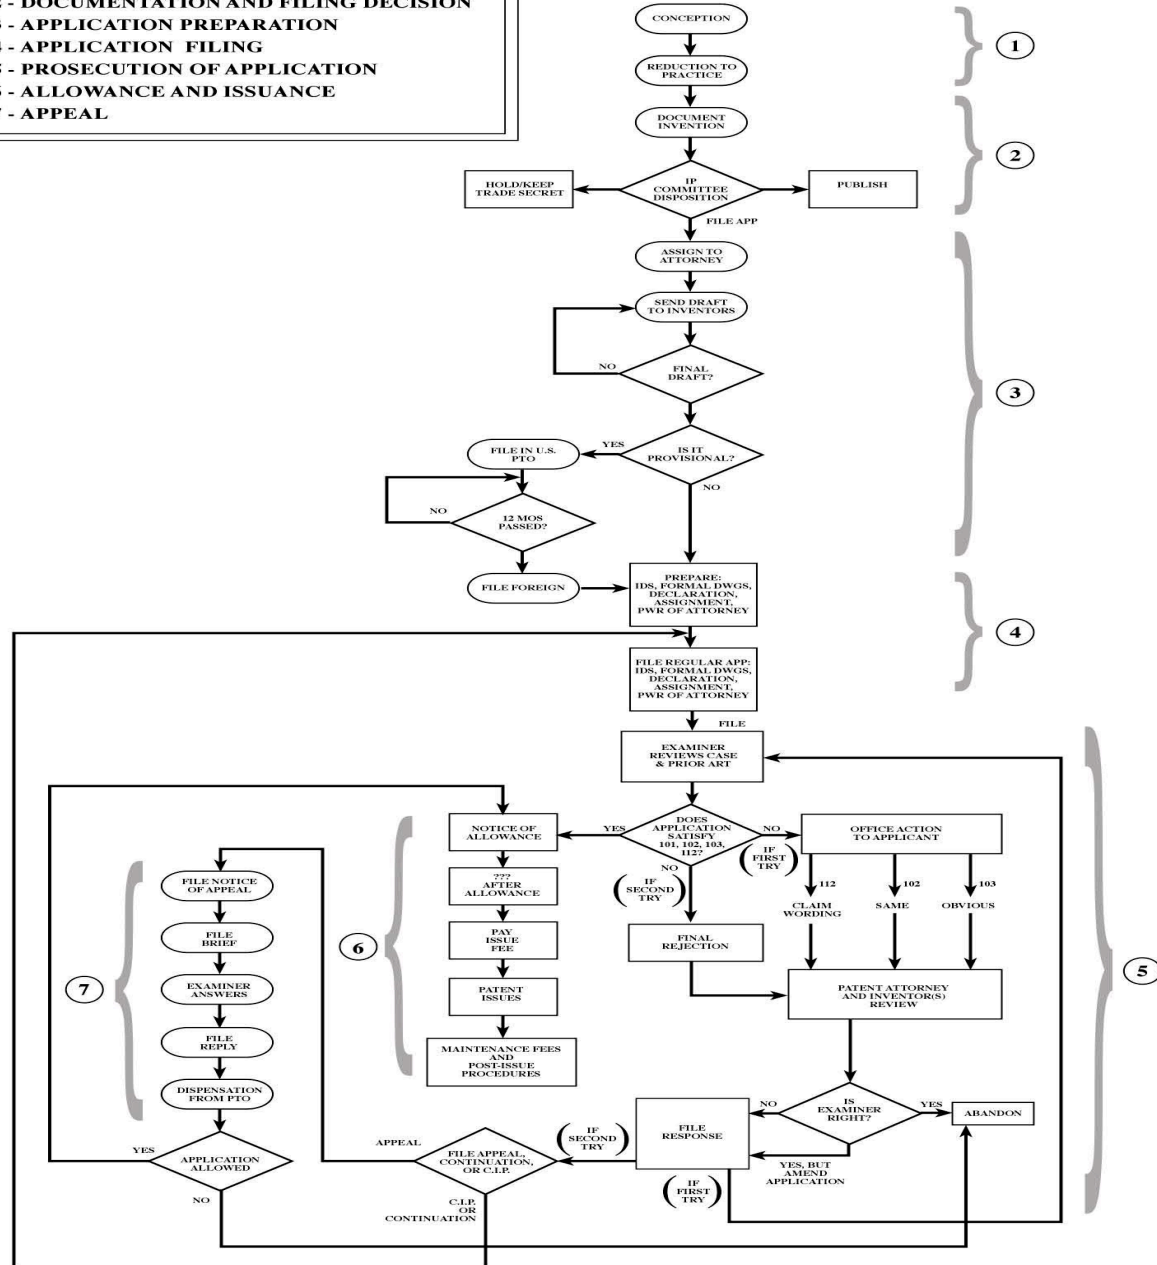 2 - DOCUMENTATION AND FILING DECISION
3 - APPLICATION PREPARATION
4 - APPLICATION FILING
5 - PROSECUTION OF APPLICATION
6 - ALLOWANCE AND ISSUANCE
7 - APPEAL
CONCEPTION
1
REDUCTION TO
PRACTICE
DOCUMENT
INVENTION
2
HOLD/KEEP
TRADE SECRET
IP
COMMITTEE
DISPOSITION
PUBLISH
FILE APP
ASSIGN TO
ATTORNEY
SEND DRAFT
TO INVENTORS
NO
FINAL
DRAFT?
3
FILE IN U.S.
PTO
YES
IS IT
PROVISIONAL?
NO
NO
12 MOS
PASSED?
FILE FOREIGN
PREPARE:
IDS, FORMAL DWGS,
DECLARATION,
ASSIGNMENT,
PWR OF ATTORNEY
4
FILE REGULAR APP:
IDS, FORMAL DWGS,
DECLARATION,
ASSIGNMENT,
PWR OF ATTORNEY
FILE
EXAMINER
REVIEWS CASE
& PRIOR ART
NOTICE OF
ALLOWANCE
YES
DOES
APPLICATION
SATISFY
101, 102, 103,
112?
NO
(IF
FIRST
TRY)
OFFICE ACTION
TO APPLICANT
NO
(IF
SECOND
TRY)
112
CLAIM
WORDING
102
SAME
103
OBVIOUS
FILE NOTICE
OF APPEAL
???
AFTER
ALLOWANCE
FILE
BRIEF
6
PAY
ISSUE
FEE
FINAL
REJECTION
5
7
EXAMINER
ANSWERS
PATENT
ISSUES
PATENT ATTORNEY
AND INVENTOR(S)
REVIEW
FILE
REPLY
MAINTENANCE FEES
AND
POST-ISSUE
PROCEDURES
DISPENSATION
FROM PTO
NO
IS
EXAMINER
RIGHT?
YES
ABANDON
YES
APPLICATION
ALLOWED
NO
APPEAL
FILE APPEAL,
CONTINUATION,
OR C.I.P.
(IF
SECOND
TRY)
FILE
RESPONSE
YES, BUT
AMEND
APPLICATION
(IF
FIRST
TRY)
C.I.P.
OR
CONTINUATION